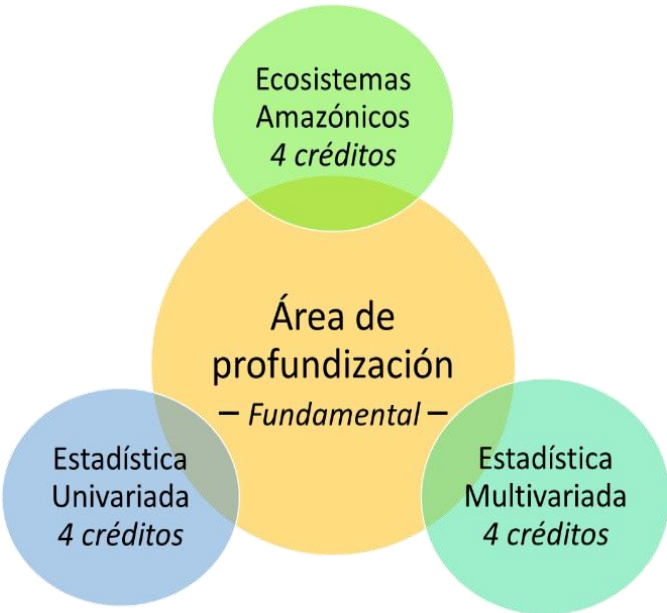 Ecosistemas
Amazónicos
4 créditos
Área de
profundización
– Fundamental –
Estadística
Univariada
4 créditos
Estadística
Multivariada
4 créditos